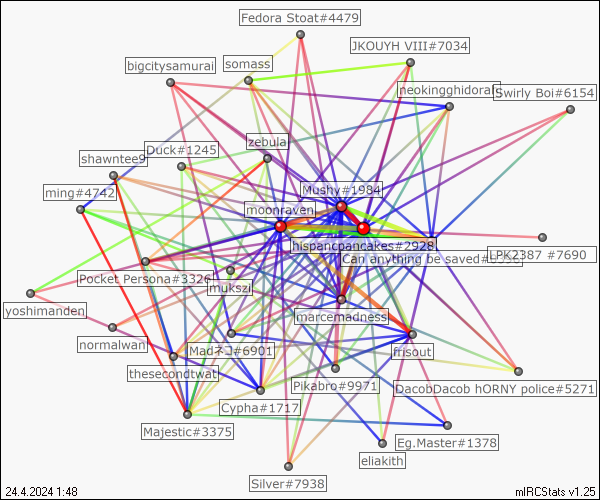 Fedora Stoat#4479
JKOUYH VIII#7034
bigcitysamurai
somass
neokingghidorah
Swirly Boi#6154
zebula
Duck#1245
shawntee9
ming#4742
Mushy#1984
moonraven
hispancpancakes#2928
Can anything be saved
LPK2387 #7690
Pocket Persona#3326
mukszi
yoshimanden
marcemadness
normalwan
Madネコ#6901
frisout
thesecondtwat
Pikabro#9971
DacobDacob hORNY police#5271
Cypha#1717
Majestic#3375
Eg.Master#1378
eliakith
Silver#7938
24.4.2024 1:48
mIRCStats v1.25